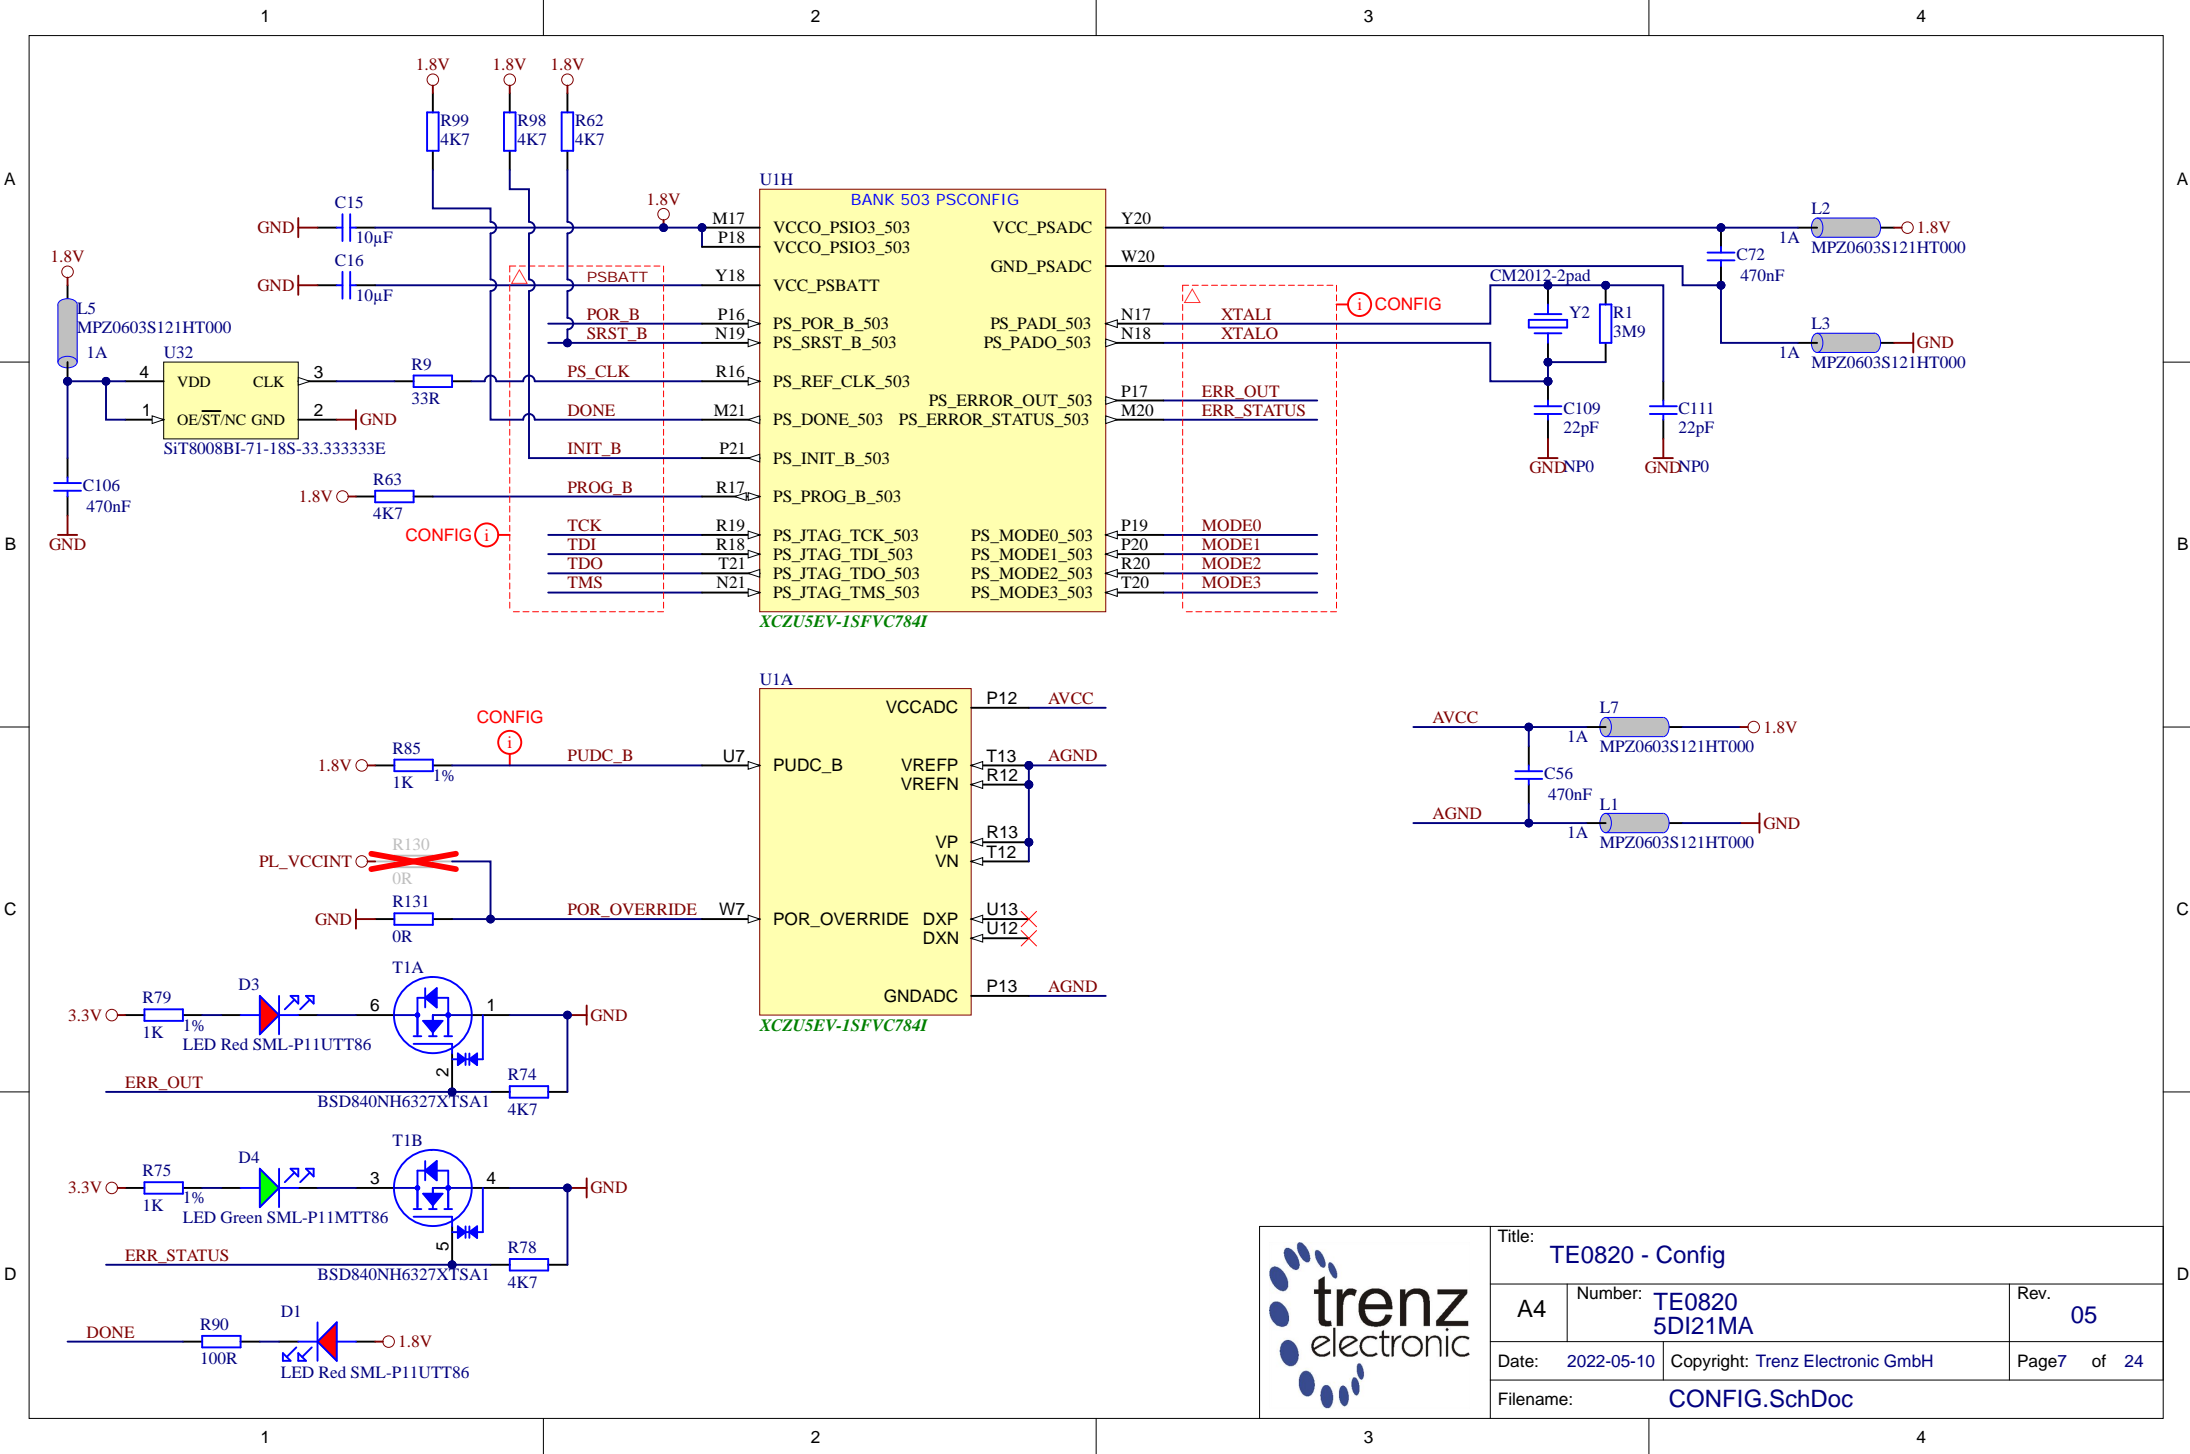 1 2 3 4
A A
B B
C C
D D
1 2 3 4
1.8V 1.8V 1.8V
R99 4K7
R98 4K7
R62 4K7
C15
GND
10µF
1.8V
C16
GND
10µF
1.8V
L5
MPZ0603S121HT000
1A
U32
4 VDD CLK 3
1 OE/ST/NC GND 2
GND
SiT8008BI-71-18S-33.333333E
C106
470nF
GND
R9
33R
1.8V
R63
4K7
CONFIG i
PSBATT
POR_B
SRST_B
PS_CLK
DONE
INIT_B
PROG_B
TCK
TDI
TDO
TMS
U1H
BANK 503 PSCONFIG
M17 VCCO_PSIO3_503
P18 VCCO_PSIO3_503
Y18 VCC_PSBATT
P16 PS_POR_B_503
N19 PS_SRST_B_503
R16 PS_REF_CLK_503
M21 PS_DONE_503
P21 PS_INIT_B_503
R17 PS_PROG_B_503
R19 PS_JTAG_TCK_503
R18 PS_JTAG_TDI_503
T21 PS_JTAG_TDO_503
N21 PS_JTAG_TMS_503
VCC_PSADC Y20
GND_PSADC W20
PS_PADI_503 N17 XTALI
PS_PADO_503 N18 XTALO
PS_ERROR_OUT_503 P17 ERR_OUT
PS_ERROR_STATUS_503 M20 ERR_STATUS
PS_MODE0_503 P19 MODE0
PS_MODE1_503 P20 MODE1
PS_MODE2_503 R20 MODE2
PS_MODE3_503 T20 MODE3
XCZU5EV-1SFVC784I
i CONFIG
CM2012-2pad
Y2
R1
3M9
C109
22pF
GND NP0
C111
22pF
GND NP0
L2
1A
MPZ0603S121HT000
1.8V
C72
470nF
L3
1A
MPZ0603S121HT000
GND
U1A
VCCADC P12 AVCC
U7 PUDC_B
VREFP T13 AGND
VREFN R12
VP R13
VN T12
W7 POR_OVERRIDE
DXP U13
DXN U12
GNDADC P13 AGND
XCZU5EV-1SFVC784I
CONFIG
i
1.8V
R85
1K
1%
PUDC_B
PL_VCCINT
R130
0R
GND
R131
0R
POR_OVERRIDE
AVCC
L7
1A
MPZ0603S121HT000
1.8V
C56
470nF
AGND
L1
1A
MPZ0603S121HT000
GND
3.3V
R79
1K
1%
D3
LED Red SML-P11UTT86
T1A
6 1
2
GND
ERR_OUT
BSD840NH6327XTSA1
R74
4K7
3.3V
R75
1K
1%
D4
LED Green SML-P11MTT86
T1B
3 4
5
GND
ERR_STATUS
BSD840NH6327XTSA1
R78
4K7
DONE
R90
100R
D1
1.8V
LED Red SML-P11UTT86
trenz
electronic
Title:
TE0820 - Config
A4
Number: TE0820
5DI21MA
Rev.
05
Date: 2022-05-10 Copyright: Trenz Electronic GmbH Page7 of 24
Filename: CONFIG.SchDoc